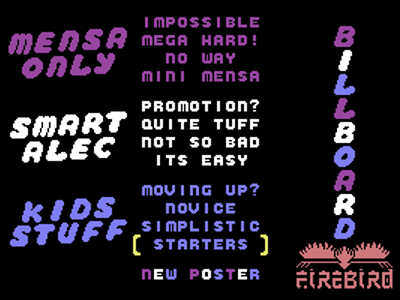 MENSA
ONLY
IMPOSSIBLE
MEGA HARD!
NO WAY
MINI MENSA
SMART
ALEC
PROMOTION?
QUITE TUFF
NOT SO BAD
ITS EASY
KIDS
STUFF
MOVING UP?
NOVICE
SIMPLISTIC
[ STARTERS ]
NEW POSTER
BILLBOARD
FIREBIRD